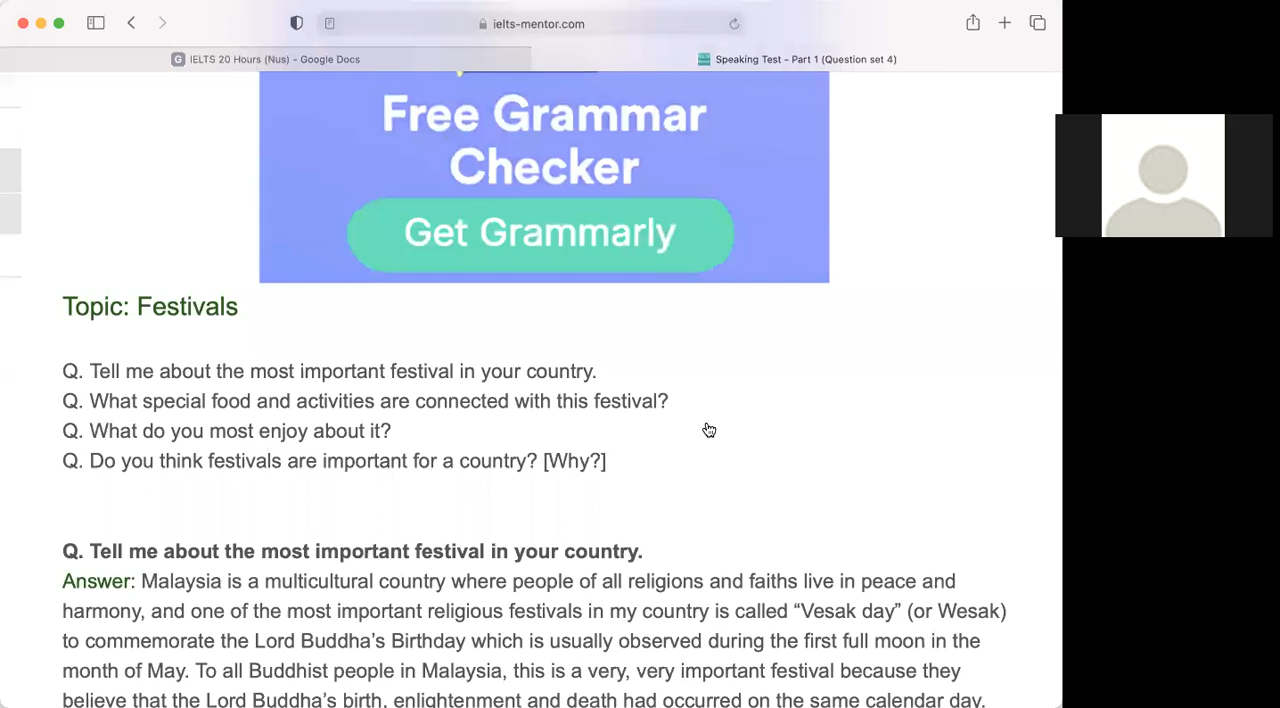 ielts-mentor.com
G IELTS 20 Hours (Nus) - Google Docs
Speaking Test - Part 1 (Question set 4)
Free Grammar
Checker
Get Grammarly
Topic: Festivals
Q. Tell me about the most important festival in your country.
Q. What special food and activities are connected with this festival?
Q. What do you most enjoy about it?
Q. Do you think festivals are important for a country? [Why?]
Q. Tell me about the most important festival in your country.
Answer: Malaysia is a multicultural country where people of all religions and faiths live in peace and
harmony, and one of the most important religious festivals in my country is called “Vesak day” (or Wesak)
to commemorate the Lord Buddha’s Birthday which is usually observed during the first full moon in the
month of May. To all Buddhist people in Malaysia, this is a very, very important festival because they
believe that the Lord Buddha’s birth, enlightenment and death had occurred on the same calendar day.